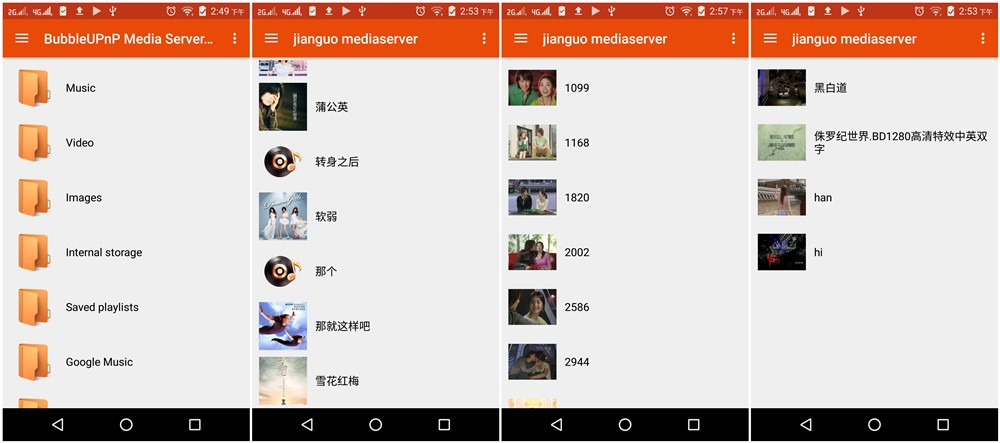 2G 4G 2:49 下午
BubbleUPnP Media Server...
Music
Video
Images
Internal storage
Saved playlists
Google Music
2G 4G 2:53 下午
jianguo mediaserver
蒲公英
转身之后
软弱
那个
那就这样吧
雪花红梅
2G 4G 2:57 下午
jianguo mediaserver
1099
1168
1820
2002
2586
2944
2G 4G 2:53 下午
jianguo mediaserver
黑白道
侏罗纪世界.BD1280高清特效中英双
字
han
hi